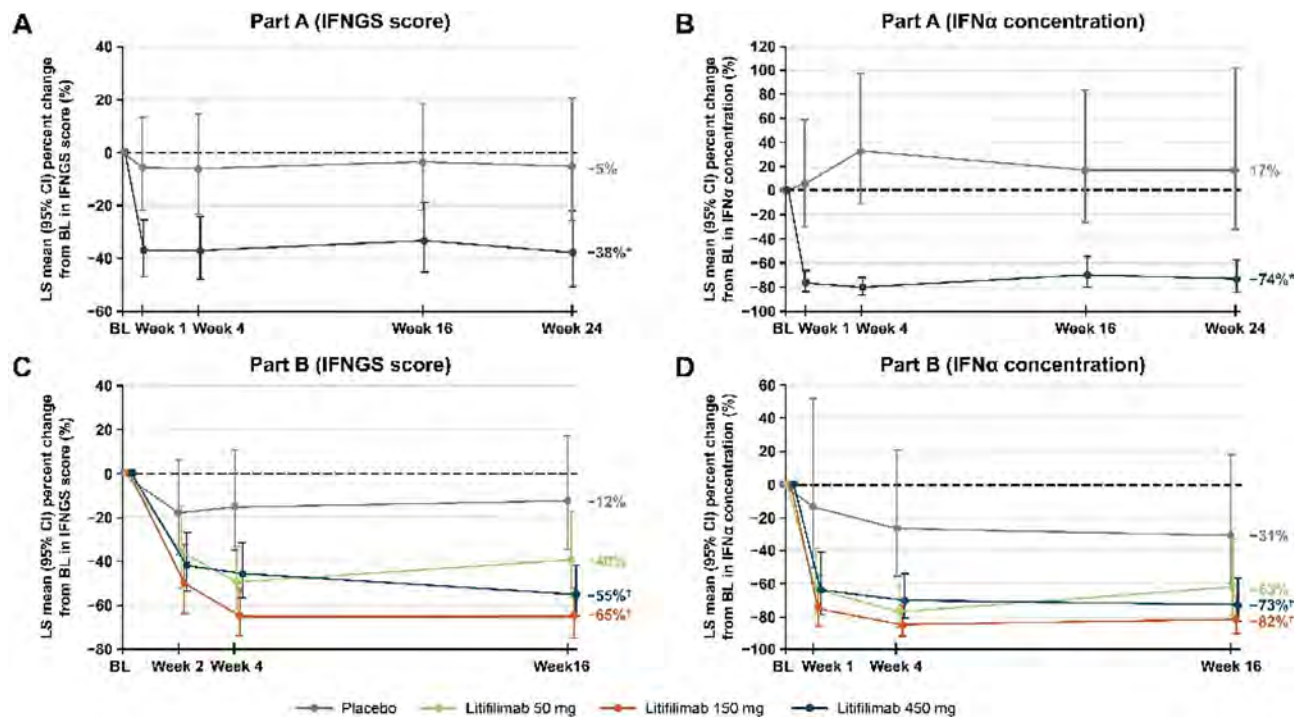 A
Part A (IFNGS score)
LS mean (95% CI) percent change
from BL in IFNGS score (%)
40
20
0
−20
−40
−60
−5%
−38%*
BL Week 1 Week 4 Week 16 Week 24
B
Part A (IFNα concentration)
LS mean (95% CI) percent change
from BL in IFNα concentration (%)
120
100
80
60
40
20
0
−20
−40
−60
−80
−100
17%
−74%*
BL Week 1 Week 4 Week 16 Week 24
C
Part B (IFNGS score)
LS mean (95% CI) percent change
from BL in IFNGS score (%)
40
20
0
−20
−40
−60
−80
−12%
−40%
−55%†
−65%†
BL Week 2 Week 4 Week16
D
Part B (IFNα concentration)
LS mean (95% CI) percent change
from BL in IFNα concentration (%)
60
40
20
0
−20
−40
−60
−80
−100
−31%
−63%
−73%†
−82%†
BL Week 1 Week 4 Week 16
Placebo Litifilimab 50 mg Litifilimab 150 mg Litifilimab 450 mg